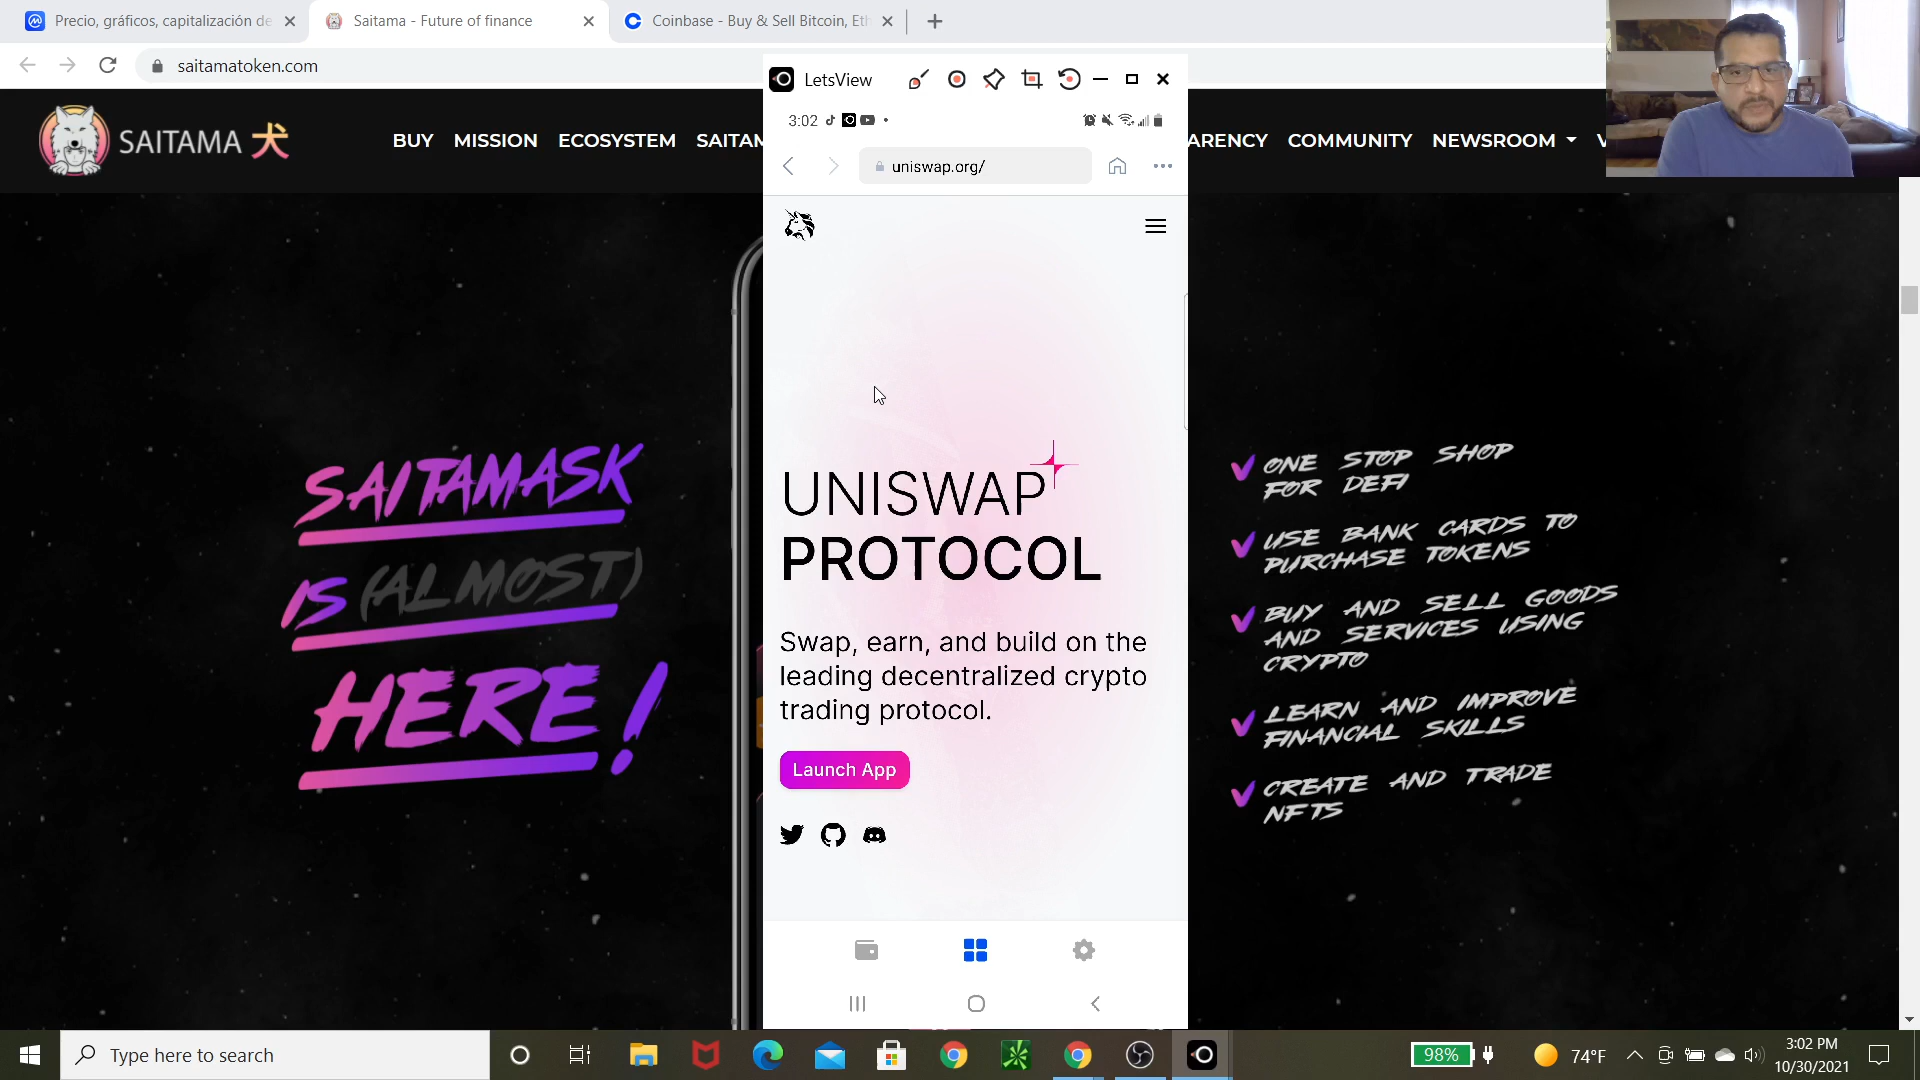 Precio, gráficos, capitalización de
Saitama - Future of finance
Coinbase - Buy & Sell Bitcoin, Eth
saitamatoken.com
LetsView
3:02
uniswap.org/
SAITAMA 犬
BUY MISSION ECOSYSTEM SAITAM
ARENCY COMMUNITY NEWSROOM V
SAITAMASK
IS (ALMOST)
HERE!
UNISWAP
PROTOCOL
Swap, earn, and build on the
leading decentralized crypto
trading protocol.
Launch App
ONE STOP SHOP
FOR DEFI
USE BANK CARDS TO
PURCHASE TOKENS
BUY AND SELL GOODS
AND SERVICES USING
CRYPTO
LEARN AND IMPROVE
FINANCIAL SKILLS
CREATE AND TRADE
NFTS
Type here to search
98%
74°F
3:02 PM
10/30/2021